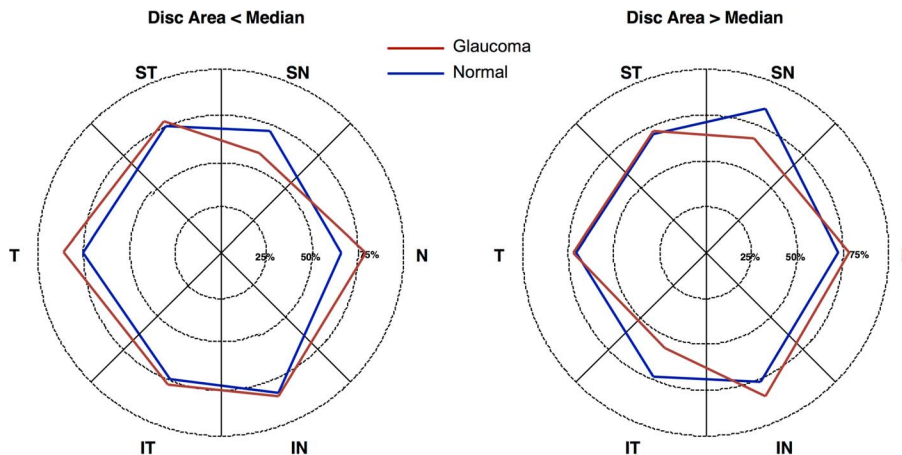 Disc Area < Median
Disc Area > Median
Glaucoma
Normal
ST
SN
ST
SN
T
25%
50%
75%
N
T
25%
50%
75%
IT
IN
IT
IN